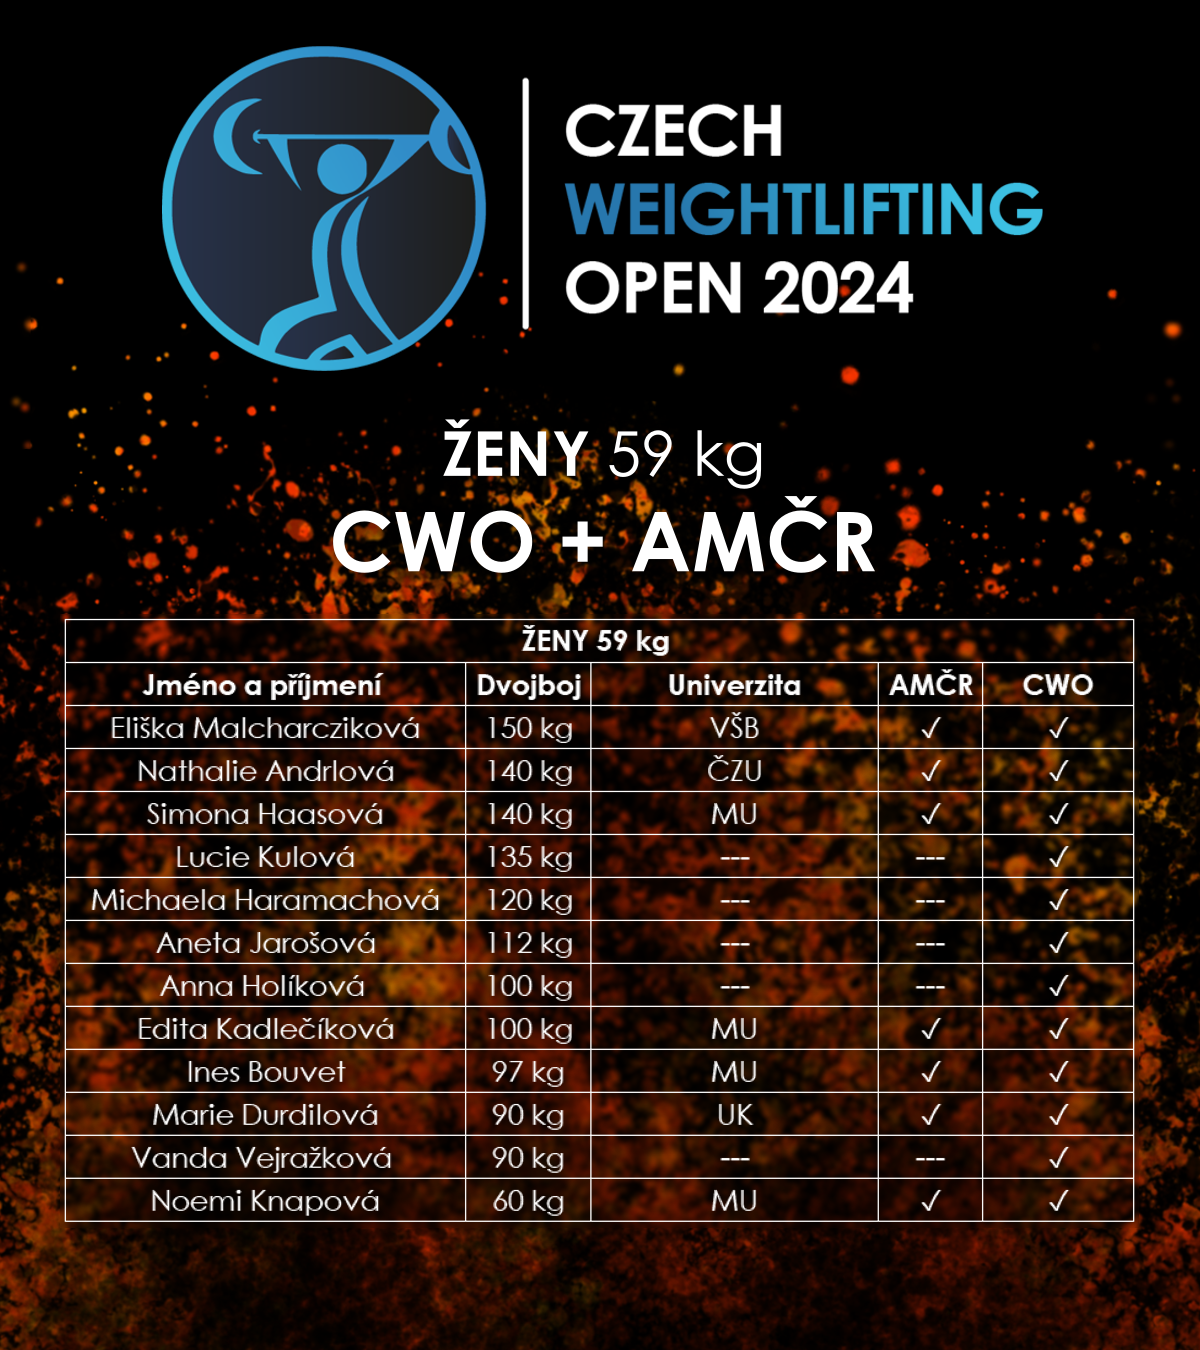 CZECH
WEIGHTLIFTING
OPEN 2024
ŽENY 59 kg
CWO + AMČR
ŽENY 59 kg
Jméno a příjmení Dvojboj Univerzita AMČR CWO
Eliška Malcharcziková 150 kg VŠB ✓ ✓
Nathalie Andrlová 140 kg ČZU ✓ ✓
Simona Haasová 140 kg MU ✓ ✓
Lucie Kulová 135 kg --- --- ✓
Michaela Haramachová 120 kg --- --- ✓
Aneta Jarošová 112 kg --- --- ✓
Anna Holíková 100 kg --- --- ✓
Edita Kadlečíková 100 kg MU ✓ ✓
Ines Bouvet 97 kg MU ✓ ✓
Marie Durdilová 90 kg UK ✓ ✓
Vanda Vejražková 90 kg --- --- ✓
Noemi Knapová 60 kg MU ✓ ✓